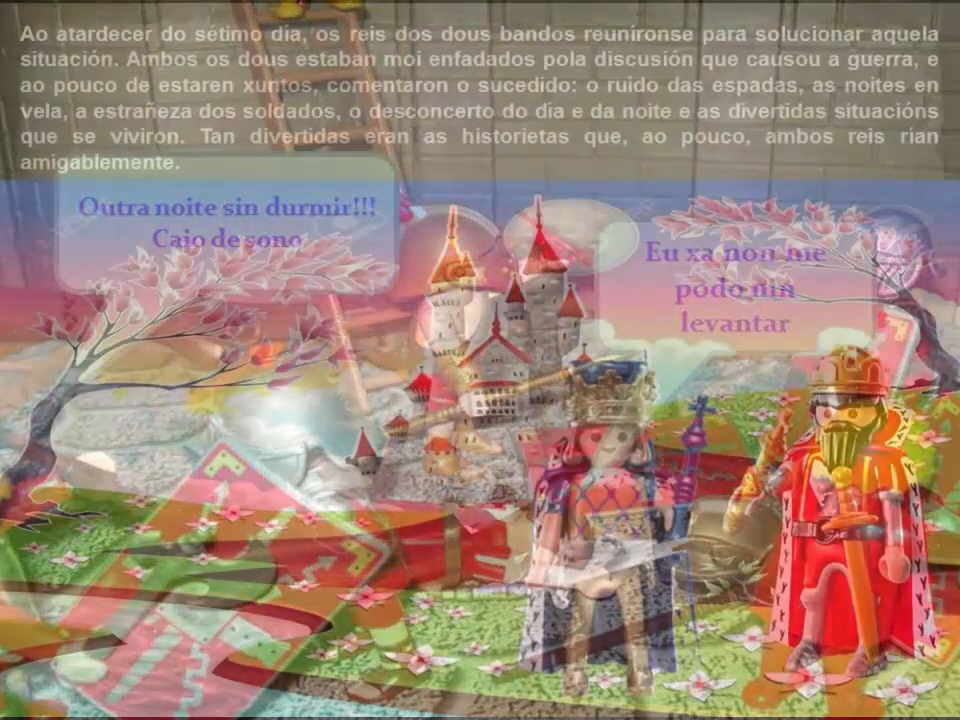 Ao atardecer do sétimo día, os reis dos dous bandos reuníronse para solucionar aquela
situación. Ambos os dous estaban moi enfadados pola discusión que causou a guerra, e
ao pouco de estaren xuntos, comentaron o sucedido: o ruído das espadas, as noites en
vela, a estrañeza dos soldados, o desconcerto do día e da noite e as divertidas situacións
que se viviron. Tan divertidas eran as historietas que, ao pouco, ambos reis rían
amigablemente.
Outra noite sin durmir!!!
Caio de sono
Eu xa non me
podo nin
levantar